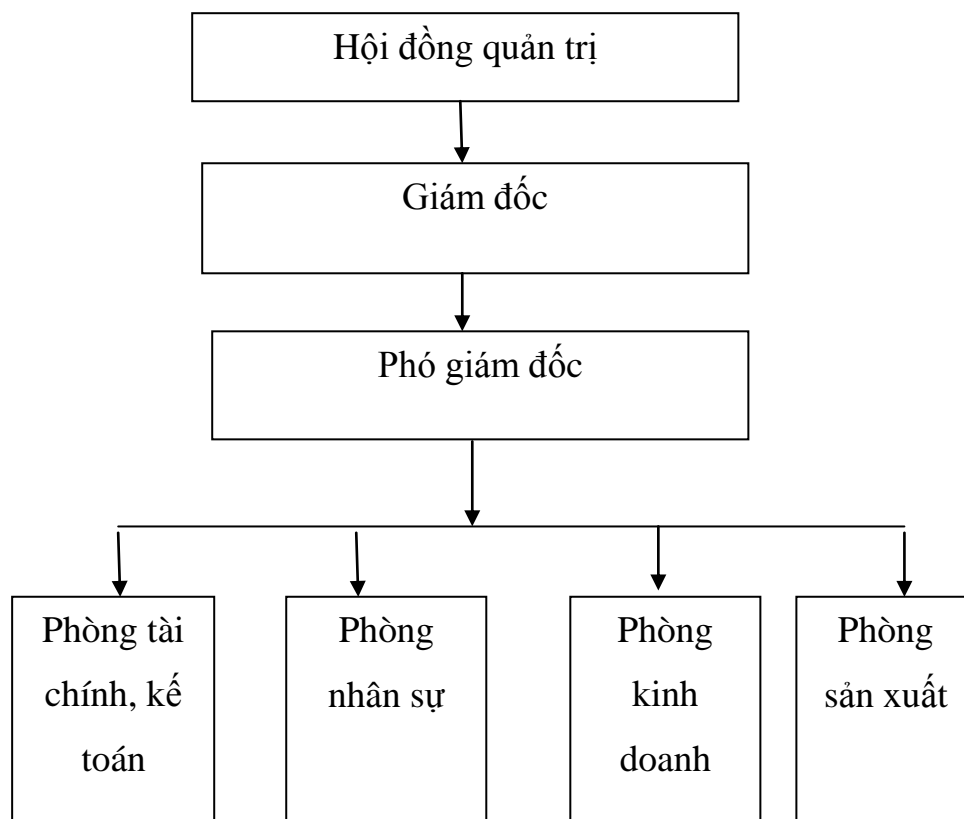 Hội đồng quản trị
Giám đốc
Phó giám đốc
Phòng tài
chính, kế
toán
Phòng
nhân sự
Phòng
kinh
doanh
Phòng
sản xuất